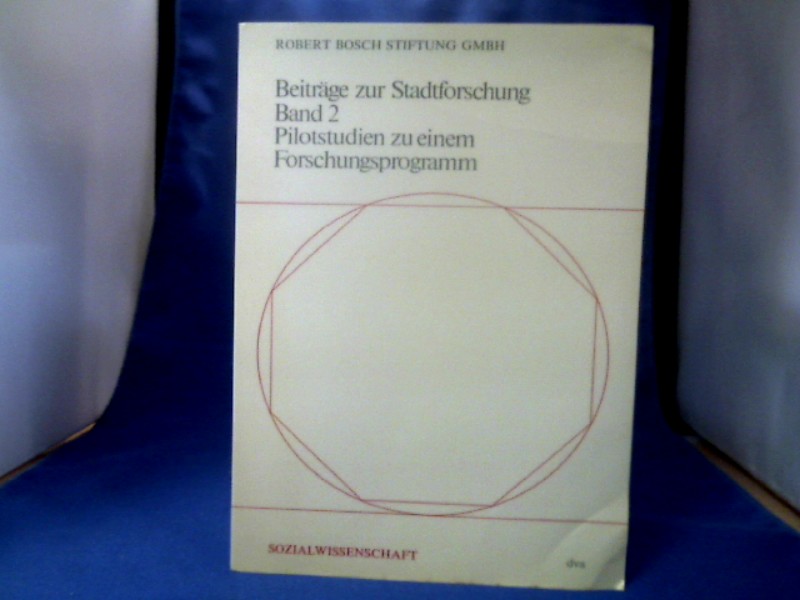 ROBERT BOSCH STIFTUNG GMBH
Beiträge zur Stadtforschung
Band 2
Pilotstudien zu einem
Forschungsprogramm
SOZIALWISSENSCHAFT
dva